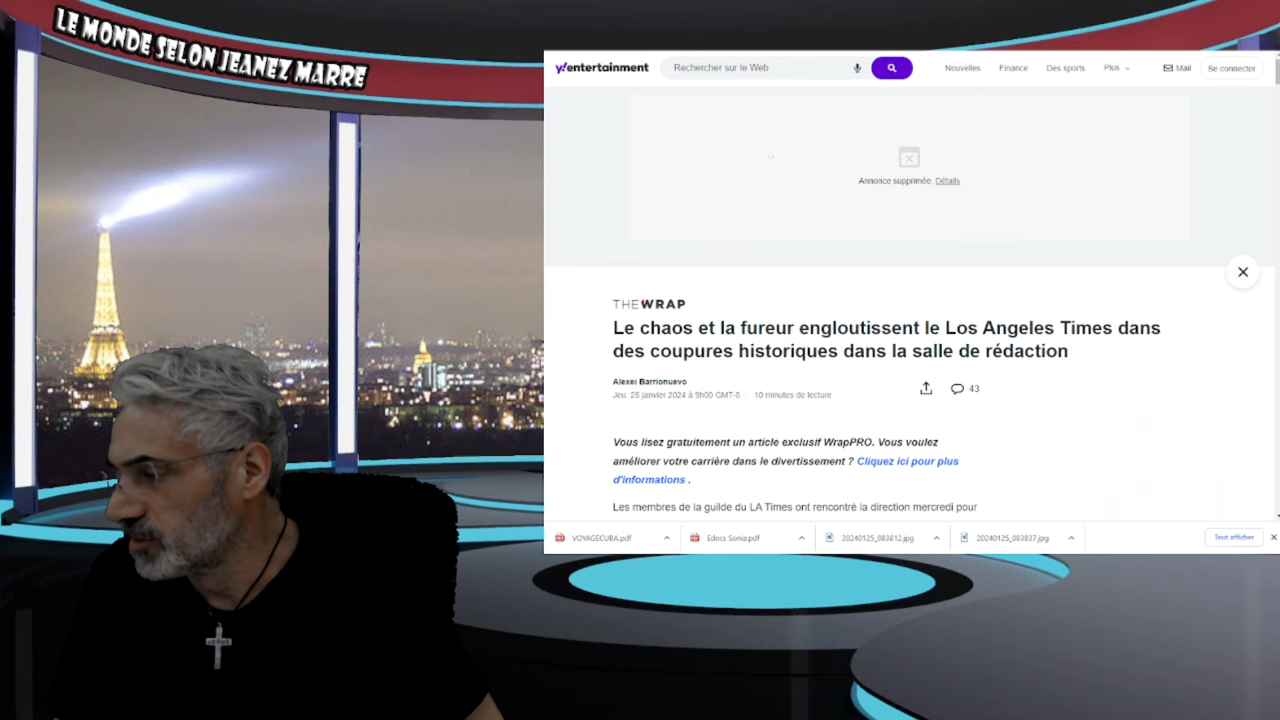 LE MONDE SELON JEANEZ MARRE
y!entertainment
Rechercher sur le Web
Nouvelles
Finance
Des sports
Plus
Mail
Se connecter
Annonce supprimée. Détails
THEWRAP
Le chaos et la fureur engloutissent le Los Angeles Times dans
des coupures historiques dans la salle de rédaction
Alexei Barrionuevo
Jeu. 25 janvier 2024 à 9h00 GMT-5 · 10 minutes de lecture
43
Vous lisez gratuitement un article exclusif WrapPRO. Vous voulez
améliorer votre carrière dans le divertissement ? Cliquez ici pour plus
d'informations .
Les membres de la guilde du LA Times ont rencontré la direction mercredi pour
VOYAGECUBA.pdf
Edocs Sonia.pdf
20240125_083812.jpg
20240125_083837.jpg
Tout afficher